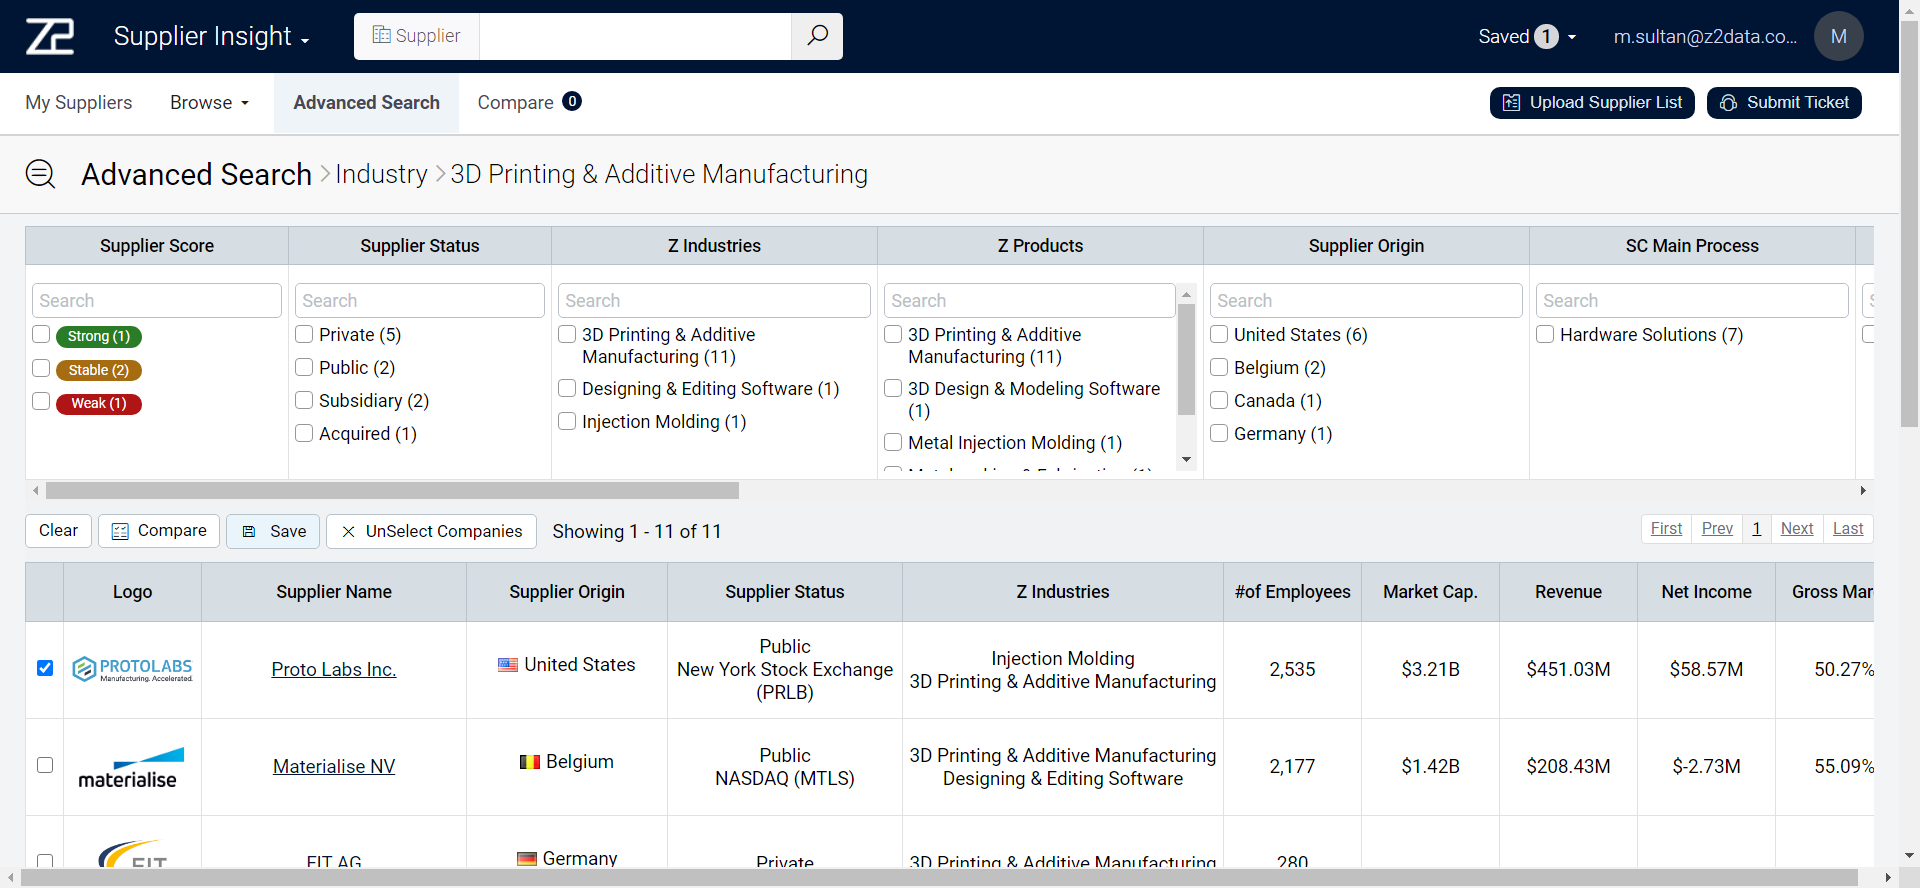 Z2
Supplier Insight
Supplier
Saved 1
m.sultan@z2data.co...
M
My Suppliers
Browse
Advanced Search
Compare 0
Upload Supplier List
Submit Ticket
Advanced Search > Industry > 3D Printing & Additive Manufacturing
Supplier Score
Supplier Status
Z Industries
Z Products
Supplier Origin
SC Main Process
Search
Search
Search
Search
Search
Search
Strong (1)
Stable (2)
Weak (1)
Private (5)
Public (2)
Subsidiary (2)
Acquired (1)
3D Printing & Additive
Manufacturing (11)
Designing & Editing Software (1)
Injection Molding (1)
3D Printing & Additive
Manufacturing (11)
3D Design & Modeling Software
(1)
Metal Injection Molding (1)
United States (6)
Belgium (2)
Canada (1)
Germany (1)
Hardware Solutions (7)
Clear
Compare
Save
UnSelect Companies
Showing 1 - 11 of 11
First
Prev
1
Next
Last
Logo
Supplier Name
Supplier Origin
Supplier Status
Z Industries
#of Employees
Market Cap.
Revenue
Net Income
Gross Mar
PROTOLABS
Manufacturing. Accelerated.
Proto Labs Inc.
United States
Public
New York Stock Exchange
(PRLB)
Injection Molding
3D Printing & Additive Manufacturing
2,535
$3.21B
$451.03M
$58.57M
50.27%
materialise
Materialise NV
Belgium
Public
NASDAQ (MTLS)
3D Printing & Additive Manufacturing
Designing & Editing Software
2,177
$1.42B
$208.43M
$-2.73M
55.09%
FIT
FIT AG
Germany
Private
3D Printing & Additive Manufacturing
280